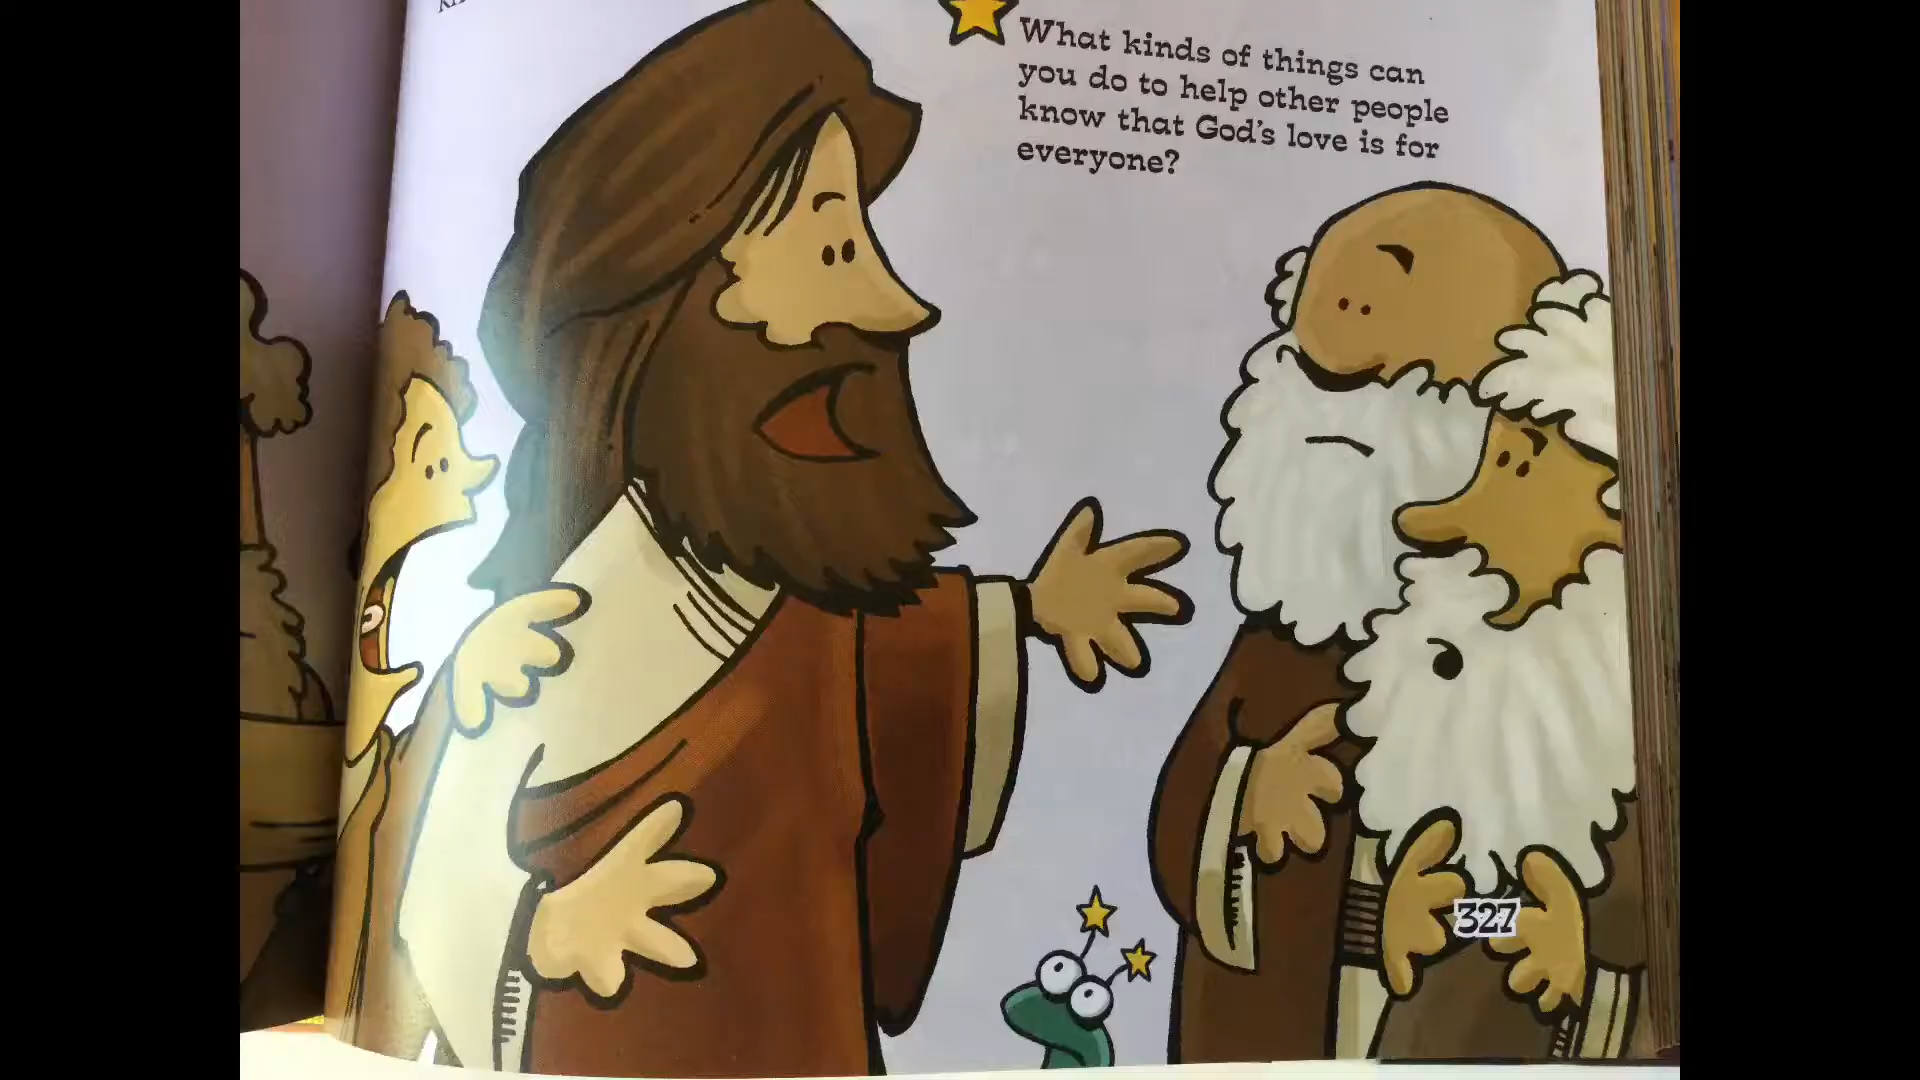 What kinds of things can
you do to help other people
know that God's love is for
everyone?
327